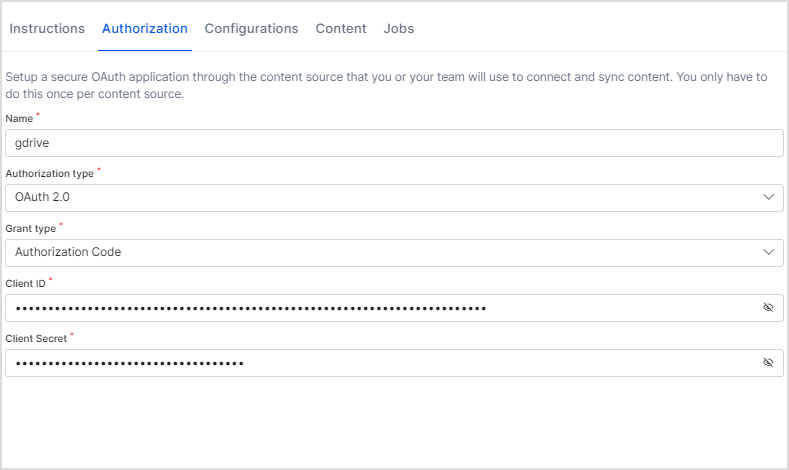 Instructions Authorization Configurations Content Jobs
Setup a secure OAuth application through the content source that you or your team will use to connect and sync content. You only have to
do this once per content source.
Name *
gdrive
Authorization type *
OAuth 2.0
Grant type *
Authorization Code
Client ID *
Client Secret *